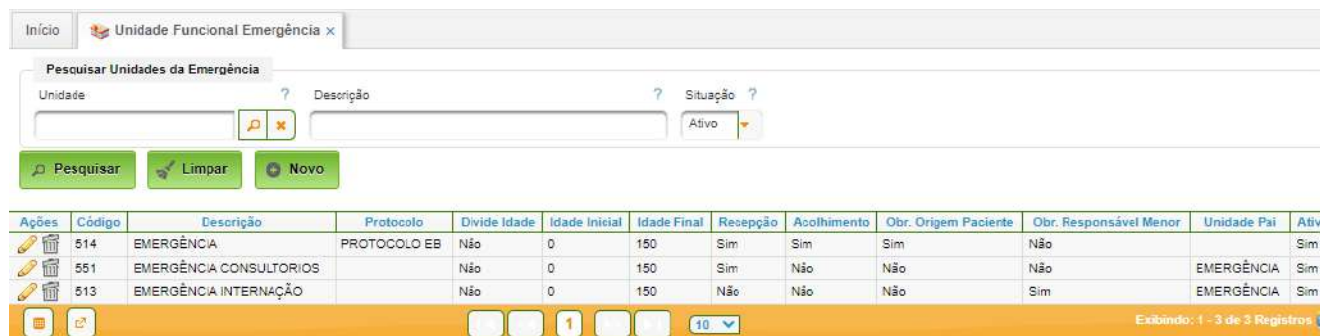 Início Unidade Funcional Emergência ×
Pesquisar Unidades da Emergência
Unidade ? Descrição ? Situação ?
Ativo
Pesquisar Limpar Novo
Ações Código Descrição Protocolo Divide Idade Idade Inicial Idade Final Recepção Acolhimento Obr. Origem Paciente Obr. Responsável Menor Unidade Pai Ativ
514 EMERGÊNCIA PROTOCOLO EB Não 0 150 Sim Sim Sim Não Sim
551 EMERGÊNCIA CONSULTORIOS Não 0 150 Sim Não Não Não EMERGÊNCIA Sim
513 EMERGÊNCIA INTERNAÇÃO Não 0 150 Não Não Não Sim EMERGÊNCIA Sim
1 10 Exibindo: 1 - 3 de 3 Registros